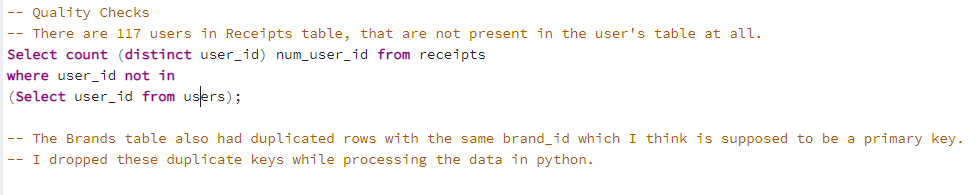 -- Quality Checks
-- There are 117 users in Receipts table, that are not present in the user's table at all.
Select count (distinct user_id) num_user_id from receipts
where user_id not in
(Select user_id from users);
-- The Brands table also had duplicated rows with the same brand_id which I think is supposed to be a primary key.
-- I dropped these duplicate keys while processing the data in python.